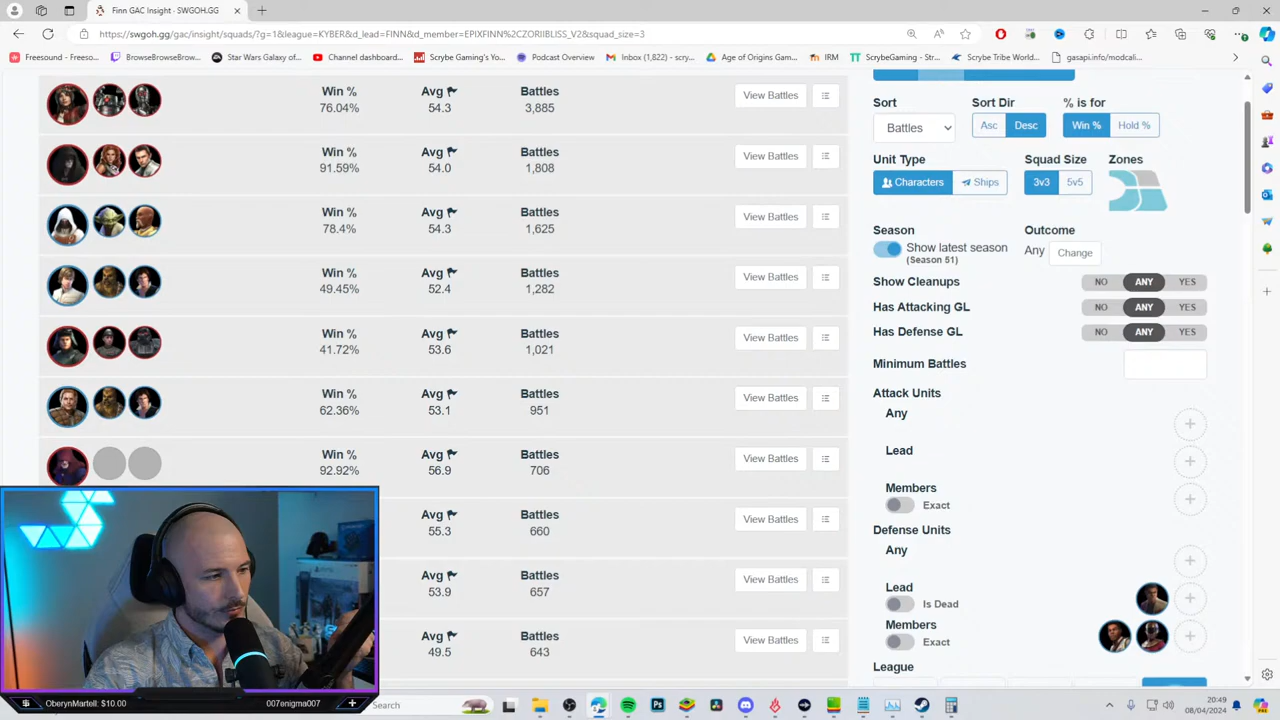 Finn GAC Insight - SWGOH.GG
https://swgoh.gg/gac/insight/squads/?g=1&league=KYBER&d_lead=FINN&d_member=EPIXFINN%2CZORIIBLISS_V2&squad_size=3
Freesound - Freeso...
BrowseBrowseBrow...
Star Wars Galaxy of...
Channel dashboard...
Scrybe Gaming's Yo...
Podcast Overview
Inbox (1,822) - scry...
Age of Origins Gam...
IRM
ScrybeGaming - Str...
Scrybe Tribe World...
gasapi.info/modcali...
Win % Avg Battles
76.04% 54.3 3,885
View Battles
Win % Avg Battles
91.59% 54.0 1,808
View Battles
Win % Avg Battles
78.4% 54.3 1,625
View Battles
Win % Avg Battles
49.45% 52.4 1,282
View Battles
Win % Avg Battles
41.72% 53.6 1,021
View Battles
Win % Avg Battles
62.36% 53.1 951
View Battles
Win % Avg Battles
92.92% 56.9 706
View Battles
Avg Battles
55.3 660
View Battles
Avg Battles
53.9 657
View Battles
Avg Battles
49.5 643
View Battles
Sort Sort Dir % is for
Battles Asc Desc Win % Hold %
Unit Type Squad Size Zones
Characters Ships 3v3 5v5
Season Outcome
Show latest season Any Change
(Season 51)
Show Cleanups NO ANY YES
Has Attacking GL NO ANY YES
Has Defense GL NO ANY YES
Minimum Battles
Attack Units
Any
Lead
Members
Exact
Defense Units
Any
Lead
Is Dead
Members
Exact
League
OberynMartell: $10.00 007enigma007
Search
20:49
08/04/2024